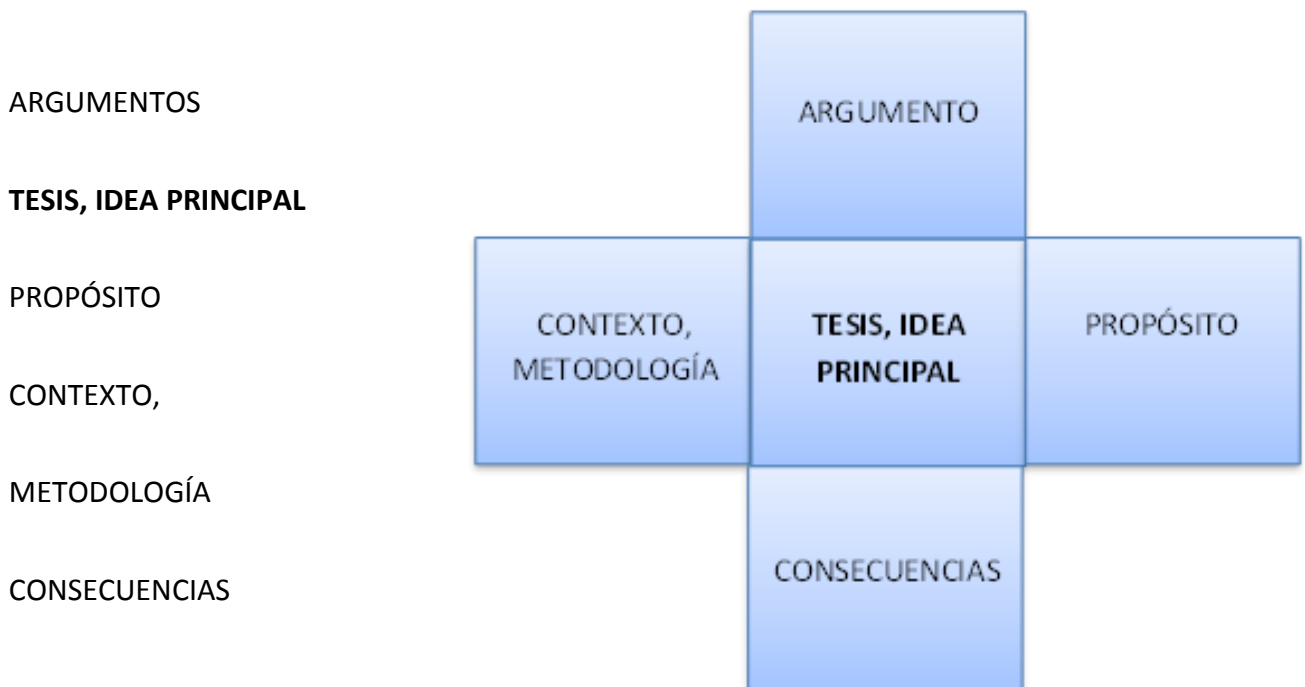 ARGUMENTOS
TESIS, IDEA PRINCIPAL
PROPÓSITO
CONTEXTO,
METODOLOGÍA
CONSECUENCIAS
ARGUMENTO
CONTEXTO,
METODOLOGÍA
TESIS, IDEA
PRINCIPAL
PROPÓSITO
CONSECUENCIAS